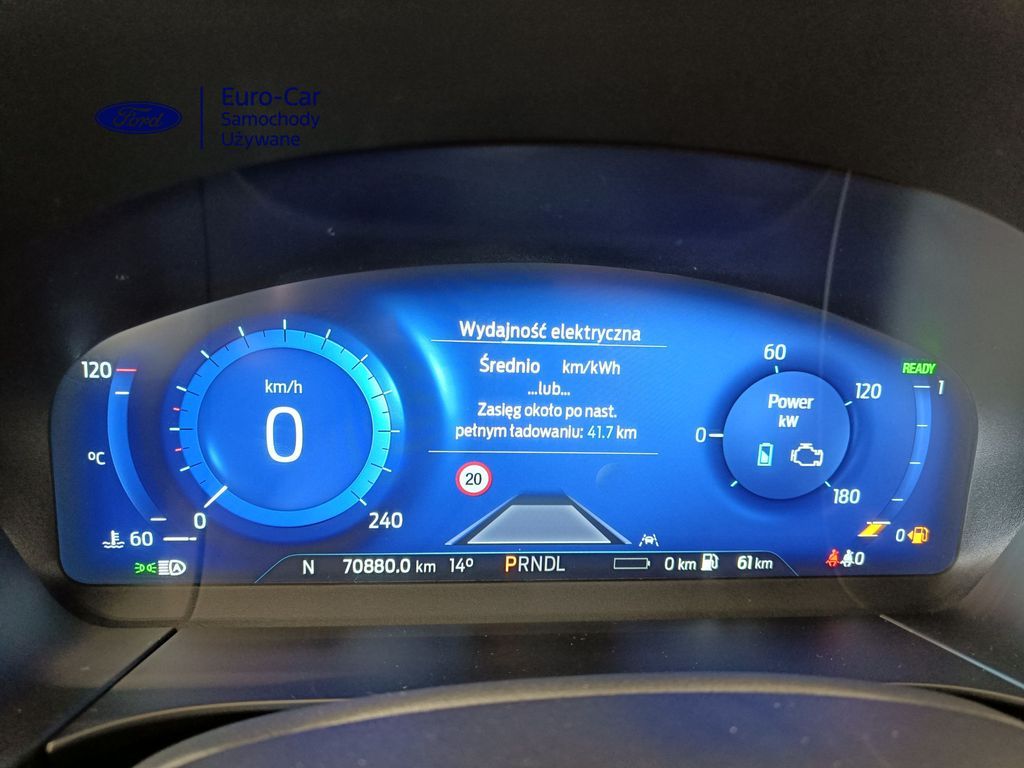 Ford
Euro-Car
Samochody
Używane
Wydajność elektryczna
Średnio km/kWh
...lub...
Zasięg około po nast.
pełnym ładowaniu: 41.7 km
20
120
°C
60
km/h
0
0
240
60
0
120
180
Power
kW
READY
1
0
N 70880.0 km 14° PRNDL 0 km 61 km
0